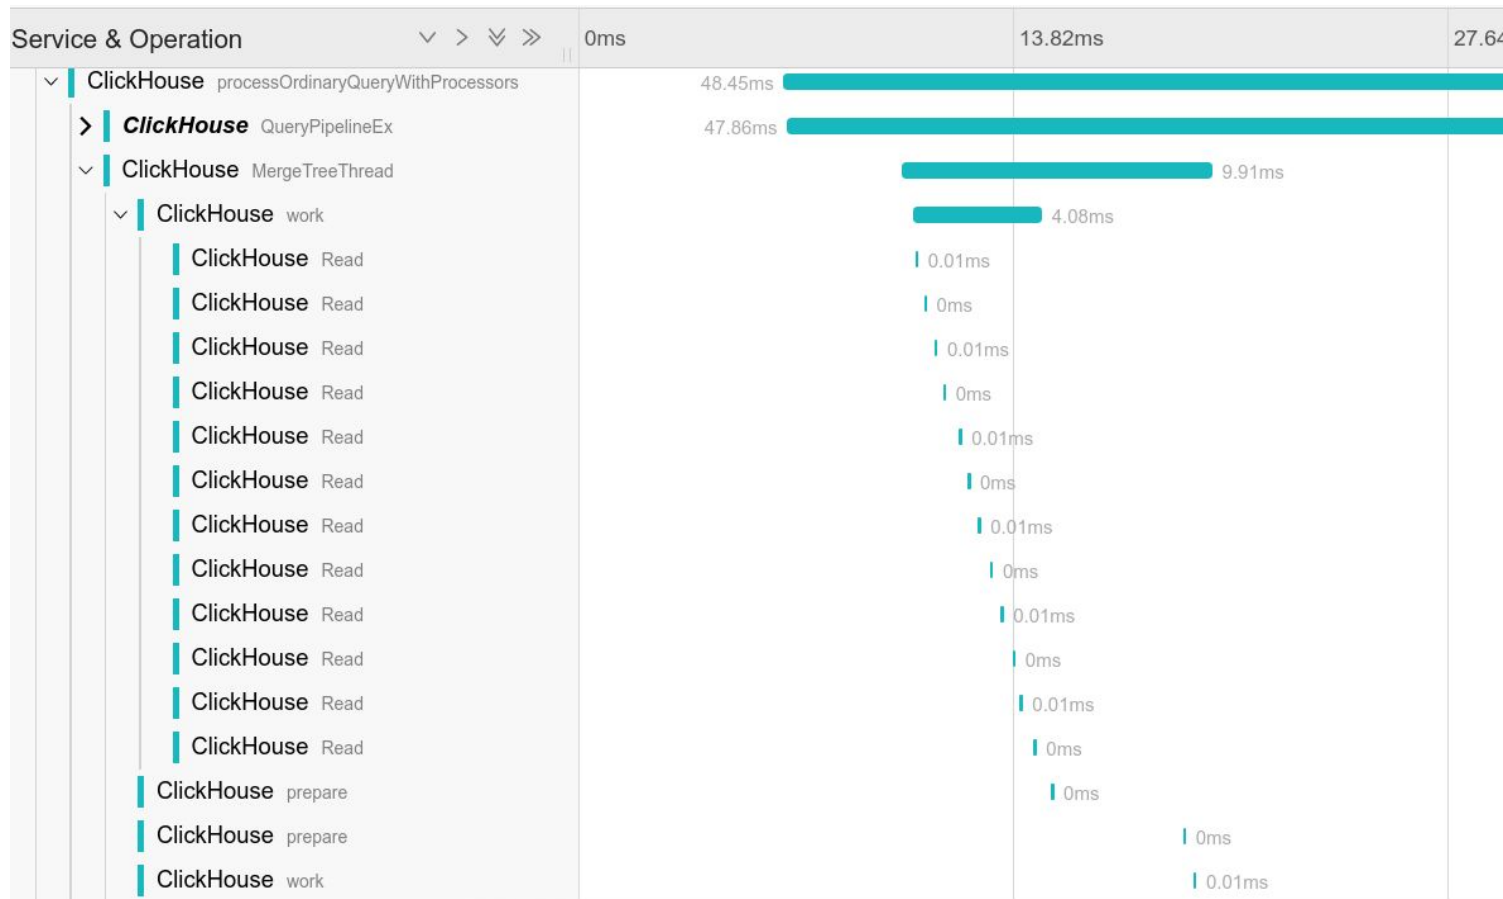 Service & Operation 0ms 13.82ms 27.64
ClickHouse processOrdinaryQueryWithProcessors 48.45ms
ClickHouse QueryPipelineEx 47.86ms
ClickHouse MergeTreeThread 9.91ms
ClickHouse work 4.08ms
ClickHouse Read 0.01ms
ClickHouse Read 0ms
ClickHouse Read 0.01ms
ClickHouse Read 0ms
ClickHouse Read 0.01ms
ClickHouse Read 0ms
ClickHouse Read 0.01ms
ClickHouse Read 0ms
ClickHouse Read 0.01ms
ClickHouse Read 0ms
ClickHouse Read 0.01ms
ClickHouse Read 0ms
ClickHouse prepare 0ms
ClickHouse prepare 0ms
ClickHouse work 0.01ms